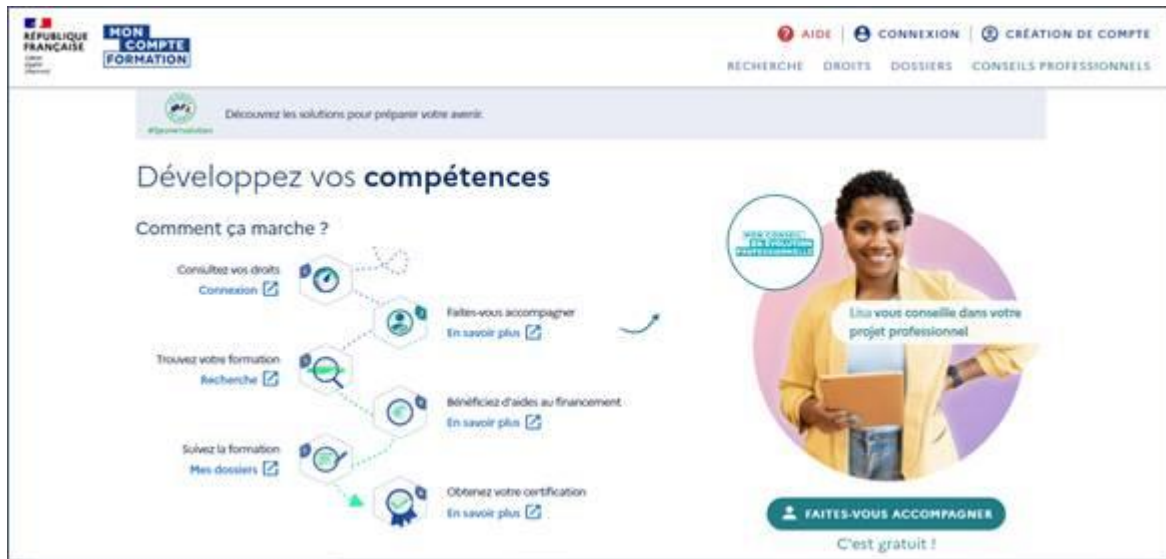 RÉPUBLIQUE
FRANÇAISE
Liberté
Égalité
Fraternité
MON
COMPTE
FORMATION
AIDE
CONNEXION
CRÉATION DE COMPTE
RECHERCHE DROITS DOSSIERS CONSEILS PROFESSIONNELS
Découvrez les solutions pour préparer votre avenir.
Développez vos compétences
Comment ça marche ?
Consultez vos droits
Connexion
Faites-vous accompagner
En savoir plus
Trouvez votre formation
Recherche
Bénéficiez d'aides au financement
En savoir plus
Suivez la formation
Mes dossiers
Obtenez votre certification
En savoir plus
MON CONSEIL
EN ÉVOLUTION
PROFESSIONNELLE
Lisa vous conseille dans votre
projet professionnel
FAITES-VOUS ACCOMPAGNER
C'est gratuit !